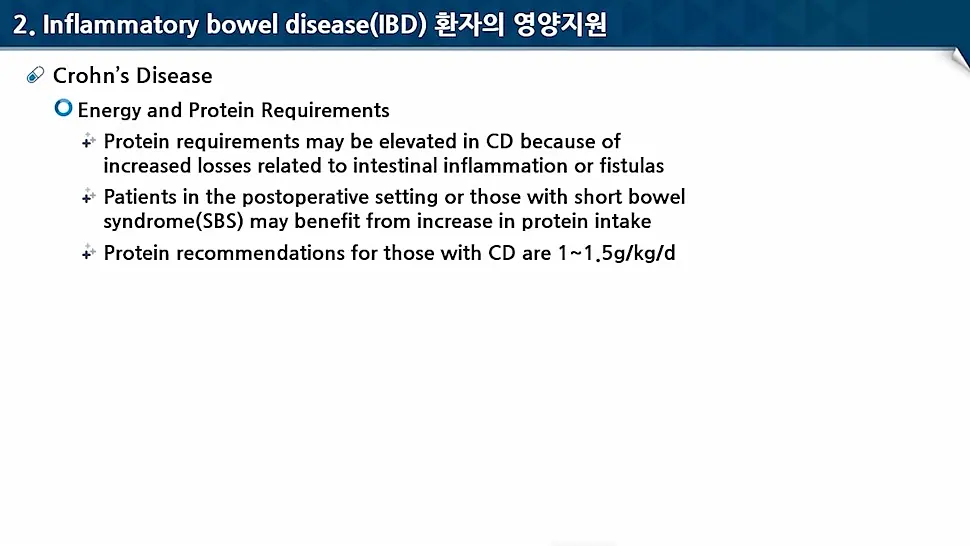 2. Inflammatory bowel disease(IBD) 환자의 영양지원
Crohn's Disease
Energy and Protein Requirements
Protein requirements may be elevated in CD because of
increased losses related to intestinal inflammation or fistulas
Patients in the postoperative setting or those with short bowel
syndrome(SBS) may benefit from increase in protein intake
Protein recommendations for those with CD are 1~1.5g/kg/d